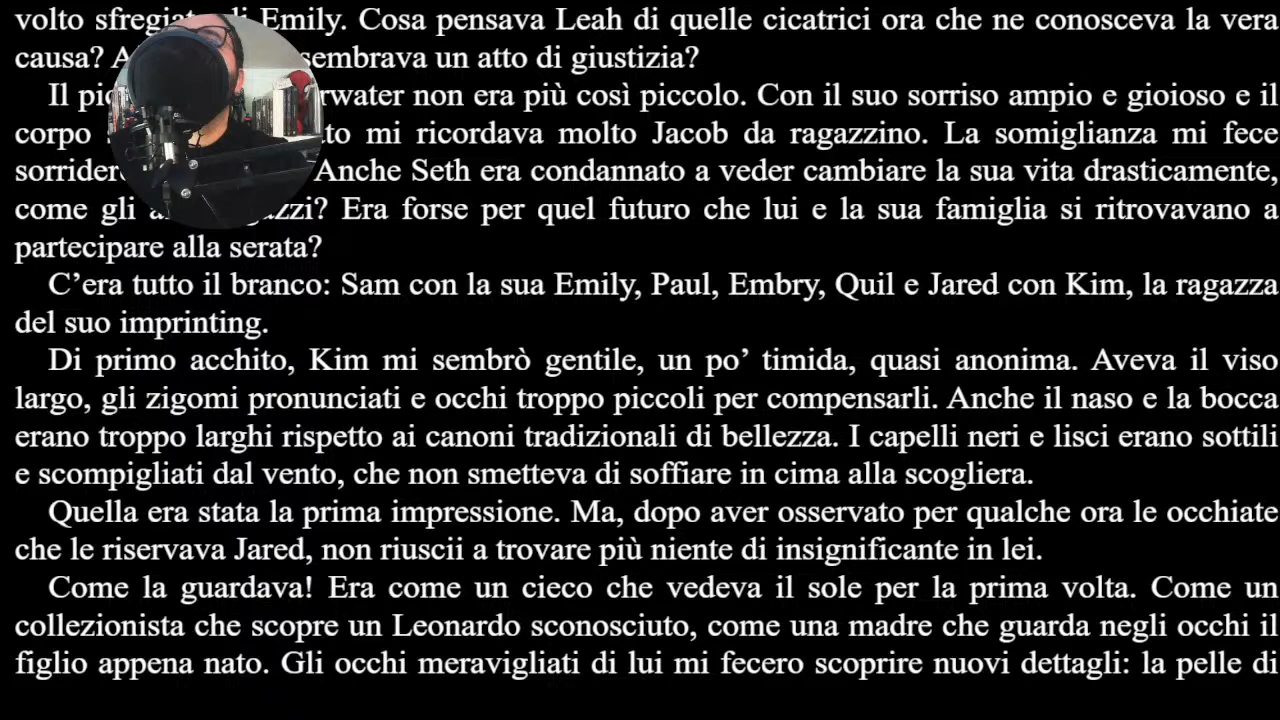 volto sfregiat Emily. Cosa pensava Leah di quelle cicatrici ora che ne conosceva la vera
causa? A sembrava un atto di giustizia?
Il pic rwater non era più così piccolo. Con il suo sorriso ampio e gioioso e il
corpo to mi ricordava molto Jacob da ragazzino. La somiglianza mi fece
sorrider Anche Seth era condannato a veder cambiare la sua vita drasticamente,
come gli a zzi? Era forse per quel futuro che lui e la sua famiglia si ritrovavano a
partecipare alla serata?
C’era tutto il branco: Sam con la sua Emily, Paul, Embry, Quil e Jared con Kim, la ragazza
del suo imprinting.
Di primo acchito, Kim mi sembrò gentile, un po’ timida, quasi anonima. Aveva il viso
largo, gli zigomi pronunciati e occhi troppo piccoli per compensarli. Anche il naso e la bocca
erano troppo larghi rispetto ai canoni tradizionali di bellezza. I capelli neri e lisci erano sottili
e scompigliati dal vento, che non smetteva di soffiare in cima alla scogliera.
Quella era stata la prima impressione. Ma, dopo aver osservato per qualche ora le occhiate
che le riservava Jared, non riuscii a trovare più niente di insignificante in lei.
Come la guardava! Era come un cieco che vedeva il sole per la prima volta. Come un
collezionista che scopre un Leonardo sconosciuto, come una madre che guarda negli occhi il
figlio appena nato. Gli occhi meravigliati di lui mi fecero scoprire nuovi dettagli: la pelle di